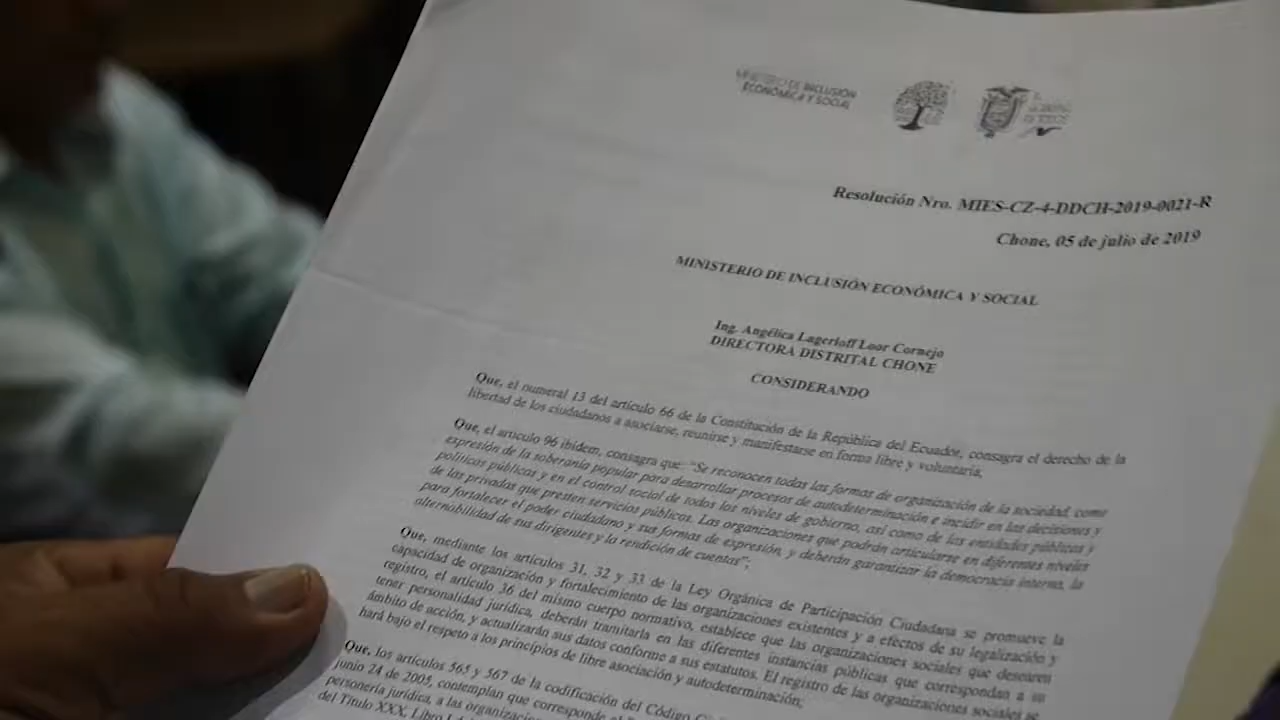 MINISTERIO DE INCLUSIÓN
ECONÓMICA Y SOCIAL
Resolución Nro. MIES-CZ-4-DDCH-2019-0021-R
Chone, 05 de julio de 2019
MINISTERIO DE INCLUSIÓN ECONÓMICA Y SOCIAL
Ing. Angélica Lagerloff Loor Cornejo
DIRECTORA DISTRITAL CHONE
CONSIDERANDO
Que, el numeral 13 del artículo 66 de la Constitución de la República del Ecuador, consagra el derecho de la
libertad de los ciudadanos a asociarse, reunirse y manifestarse en forma libre y voluntaria;
Que, el artículo 96 ibídem, consagra que: "Se reconocen todas las formas de organización de la sociedad, como
expresión de la soberanía popular para desarrollar procesos de autodeterminación e incidir en las decisiones y
políticas públicas y en el control social de todos los niveles de gobierno, así como de las entidades públicas y
de las privadas que presten servicios públicos. Las organizaciones que podrán articularse en diferentes niveles
para fortalecer el poder ciudadano y sus formas de expresión, y deberán garantizar la democracia interna, la
alternabilidad de sus dirigentes y la rendición de cuentas";
Que, mediante los artículos 31, 32 y 33 de la Ley Orgánica de Participación Ciudadana se promueve la
capacidad de organización y fortalecimiento de las organizaciones existentes y a efectos de su legalización y
registro, el artículo 36 del mismo cuerpo normativo, establece que las organizaciones sociales que desearen
tener personalidad jurídica, deberán tramitarla en las diferentes instancias públicas que correspondan a su
ámbito de acción, y actualizarán sus datos conforme a sus estatutos. El registro de las organizaciones sociales se
hará bajo el respeto a los principios de libre asociación y autodeterminación;
Que, los artículos 565 y 567 de la codificación del Código
junio 24 de 2005, contemplan que corresponde al
personería jurídica, a las
del Título XXX, Libro I